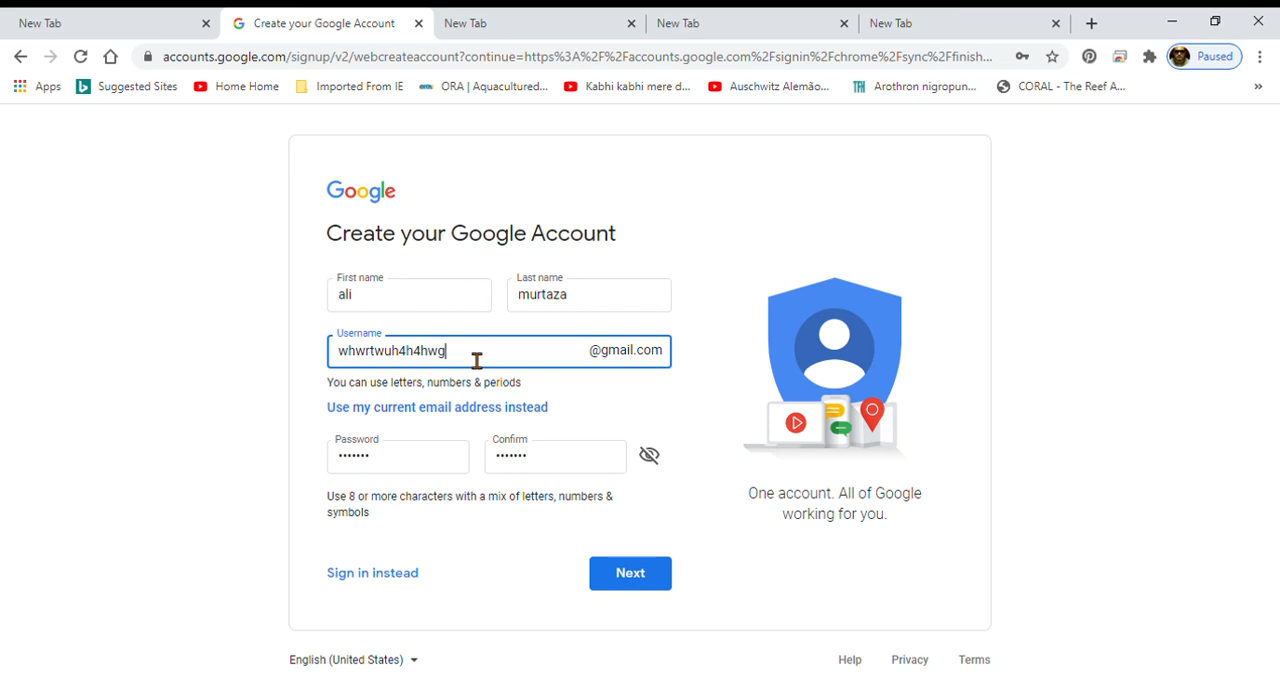 New Tab
Create your Google Account
New Tab
New Tab
New Tab
accounts.google.com/signup/v2/webcreateaccount?continue=https%3A%2F%2Faccounts.google.com%2Fsignin%2Fchrome%2Fsync%2Ffinish...
Paused
Apps
Suggested Sites
Home Home
Imported From IE
ORA | Aquacultured...
Kabhi kabhi mere d...
Auschwitz Alemão...
Arothron nigropun...
CORAL - The Reef A...
»
Google
Create your Google Account
First name
ali
Last name
murtaza
Username
whwrtwuh4h4hwg
@gmail.com
You can use letters, numbers & periods
Use my current email address instead
Password
•••••••
Confirm
•••••••
Use 8 or more characters with a mix of letters, numbers &
symbols
One account. All of Google
working for you.
Sign in instead
Next
English (United States)
Help
Privacy
Terms